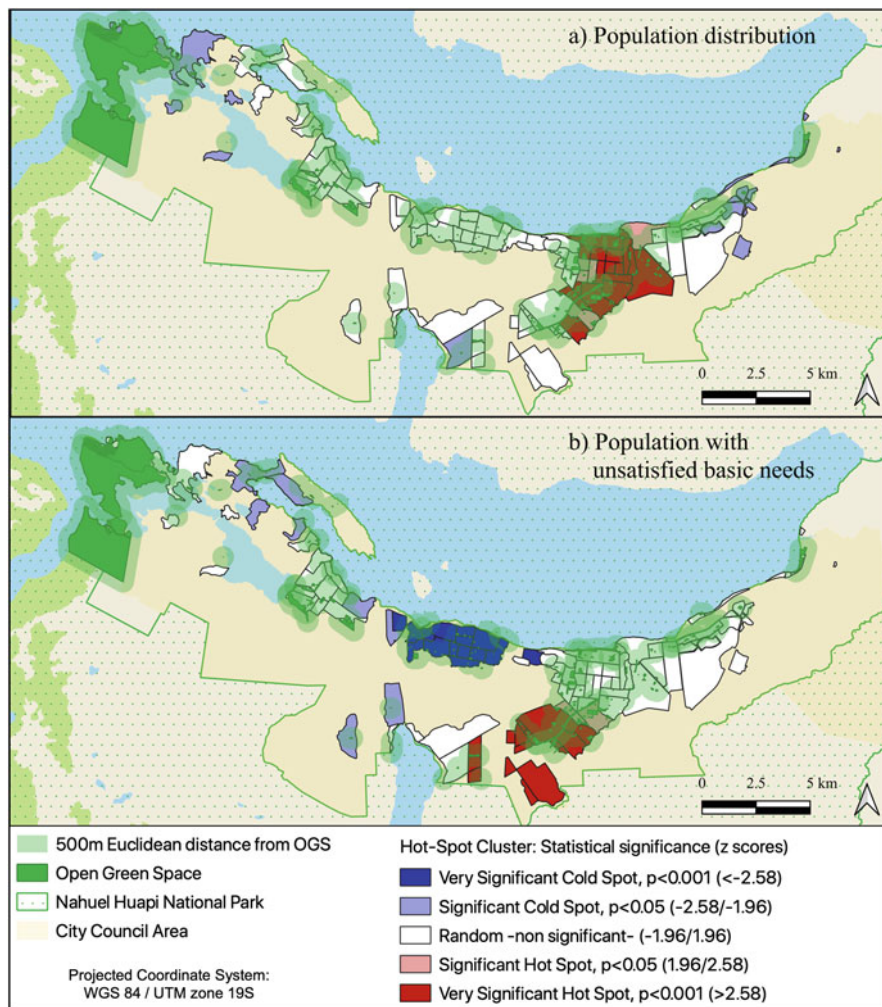 a) Population distribution
0 2.5 5 km
b) Population with
unsatisfied basic needs
0 2.5 5 km
500m Euclidean distance from OGS
Open Green Space
Nahuel Huapi National Park
City Council Area
Projected Coordinate System:
WGS 84 / UTM zone 19S
Hot-Spot Cluster: Statistical significance (z scores)
Very Significant Cold Spot, p<0.001 (<-2.58)
Significant Cold Spot, p<0.05 (-2.58/-1.96)
Random -non significant- (-1.96/1.96)
Significant Hot Spot, p<0.05 (1.96/2.58)
Very Significant Hot Spot, p<0.001 (>2.58)